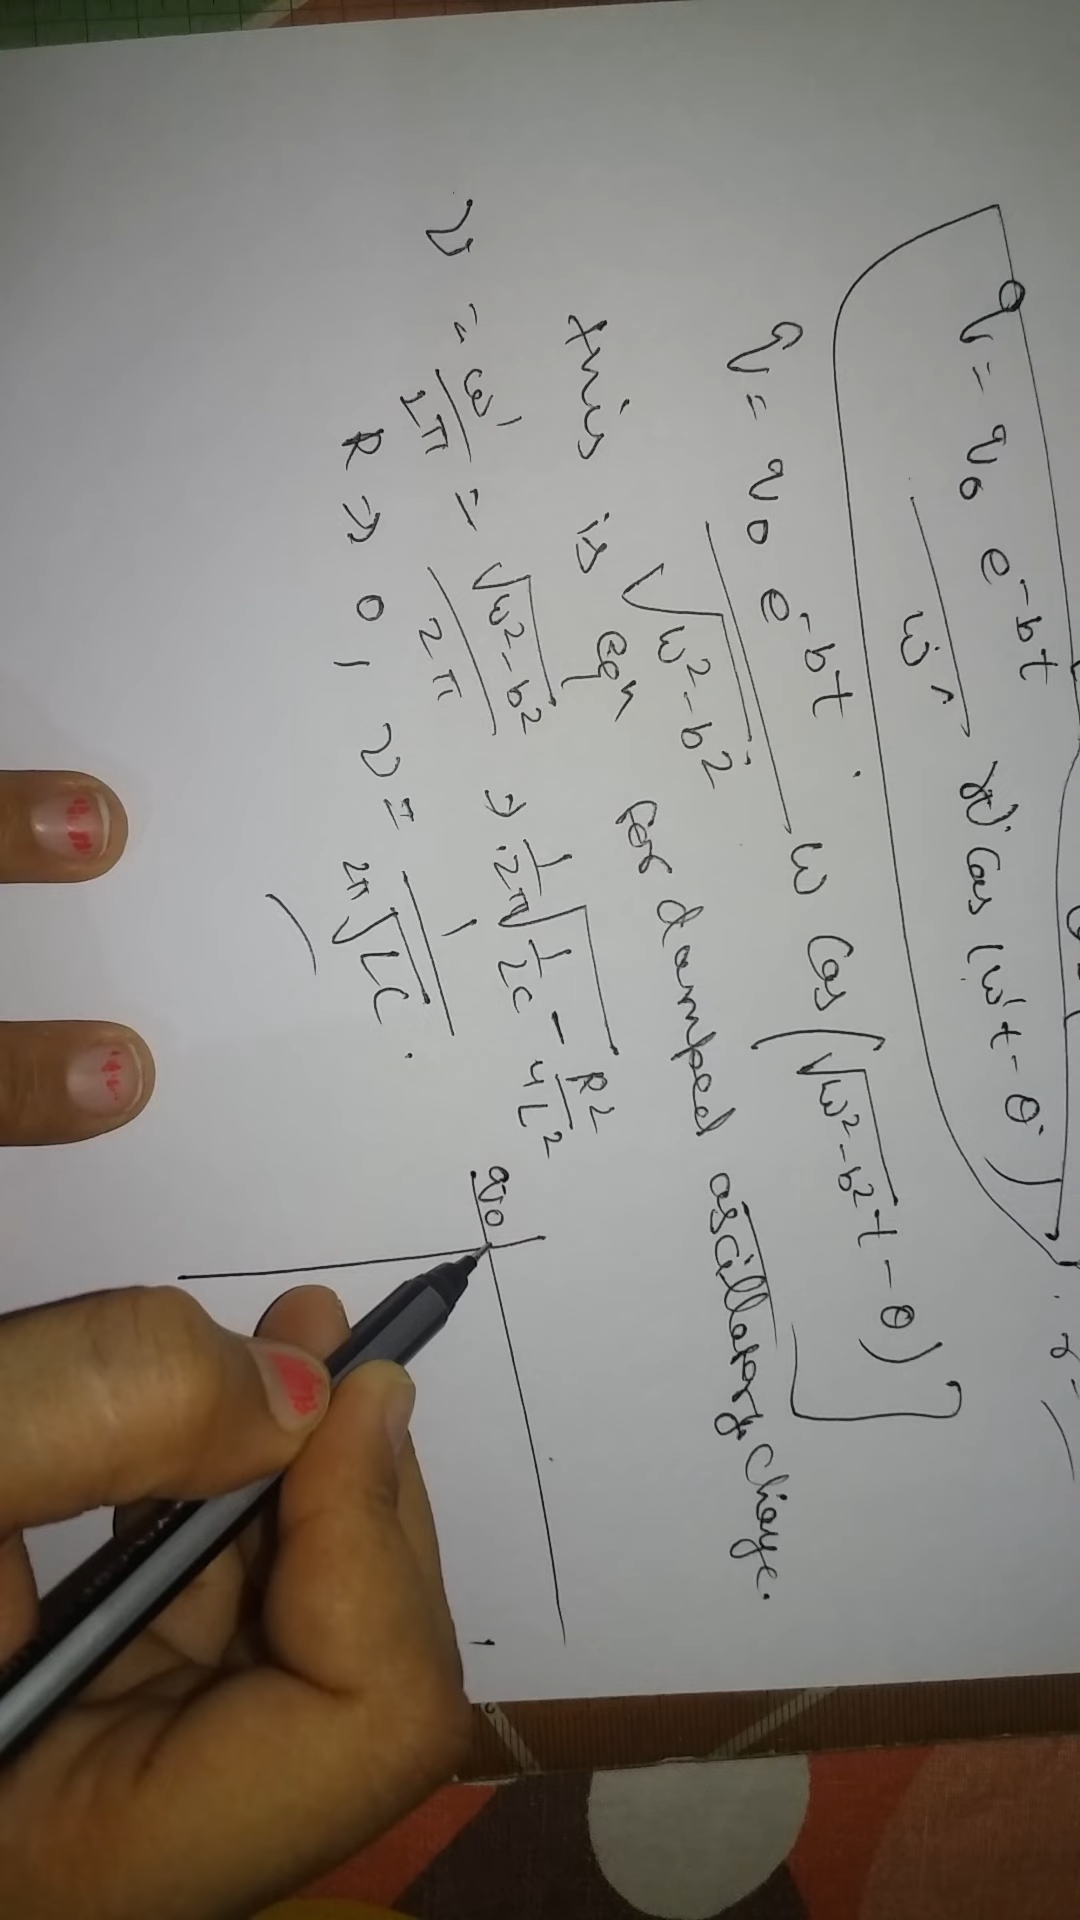 q = q₀ e^-bt / ω' ω cos (ω't - θ)
q = q₀ e^-bt / √ω² - b² ω cos (√ω² - b² t - θ)]
this is eqn for damped oscillatory charge.
ν = ω' / 2π = √ω² - b² / 2π ⇒ 1/2π √1/LC - R²/4L²
R → 0, ν = 1 / 2π√LC .
q₀